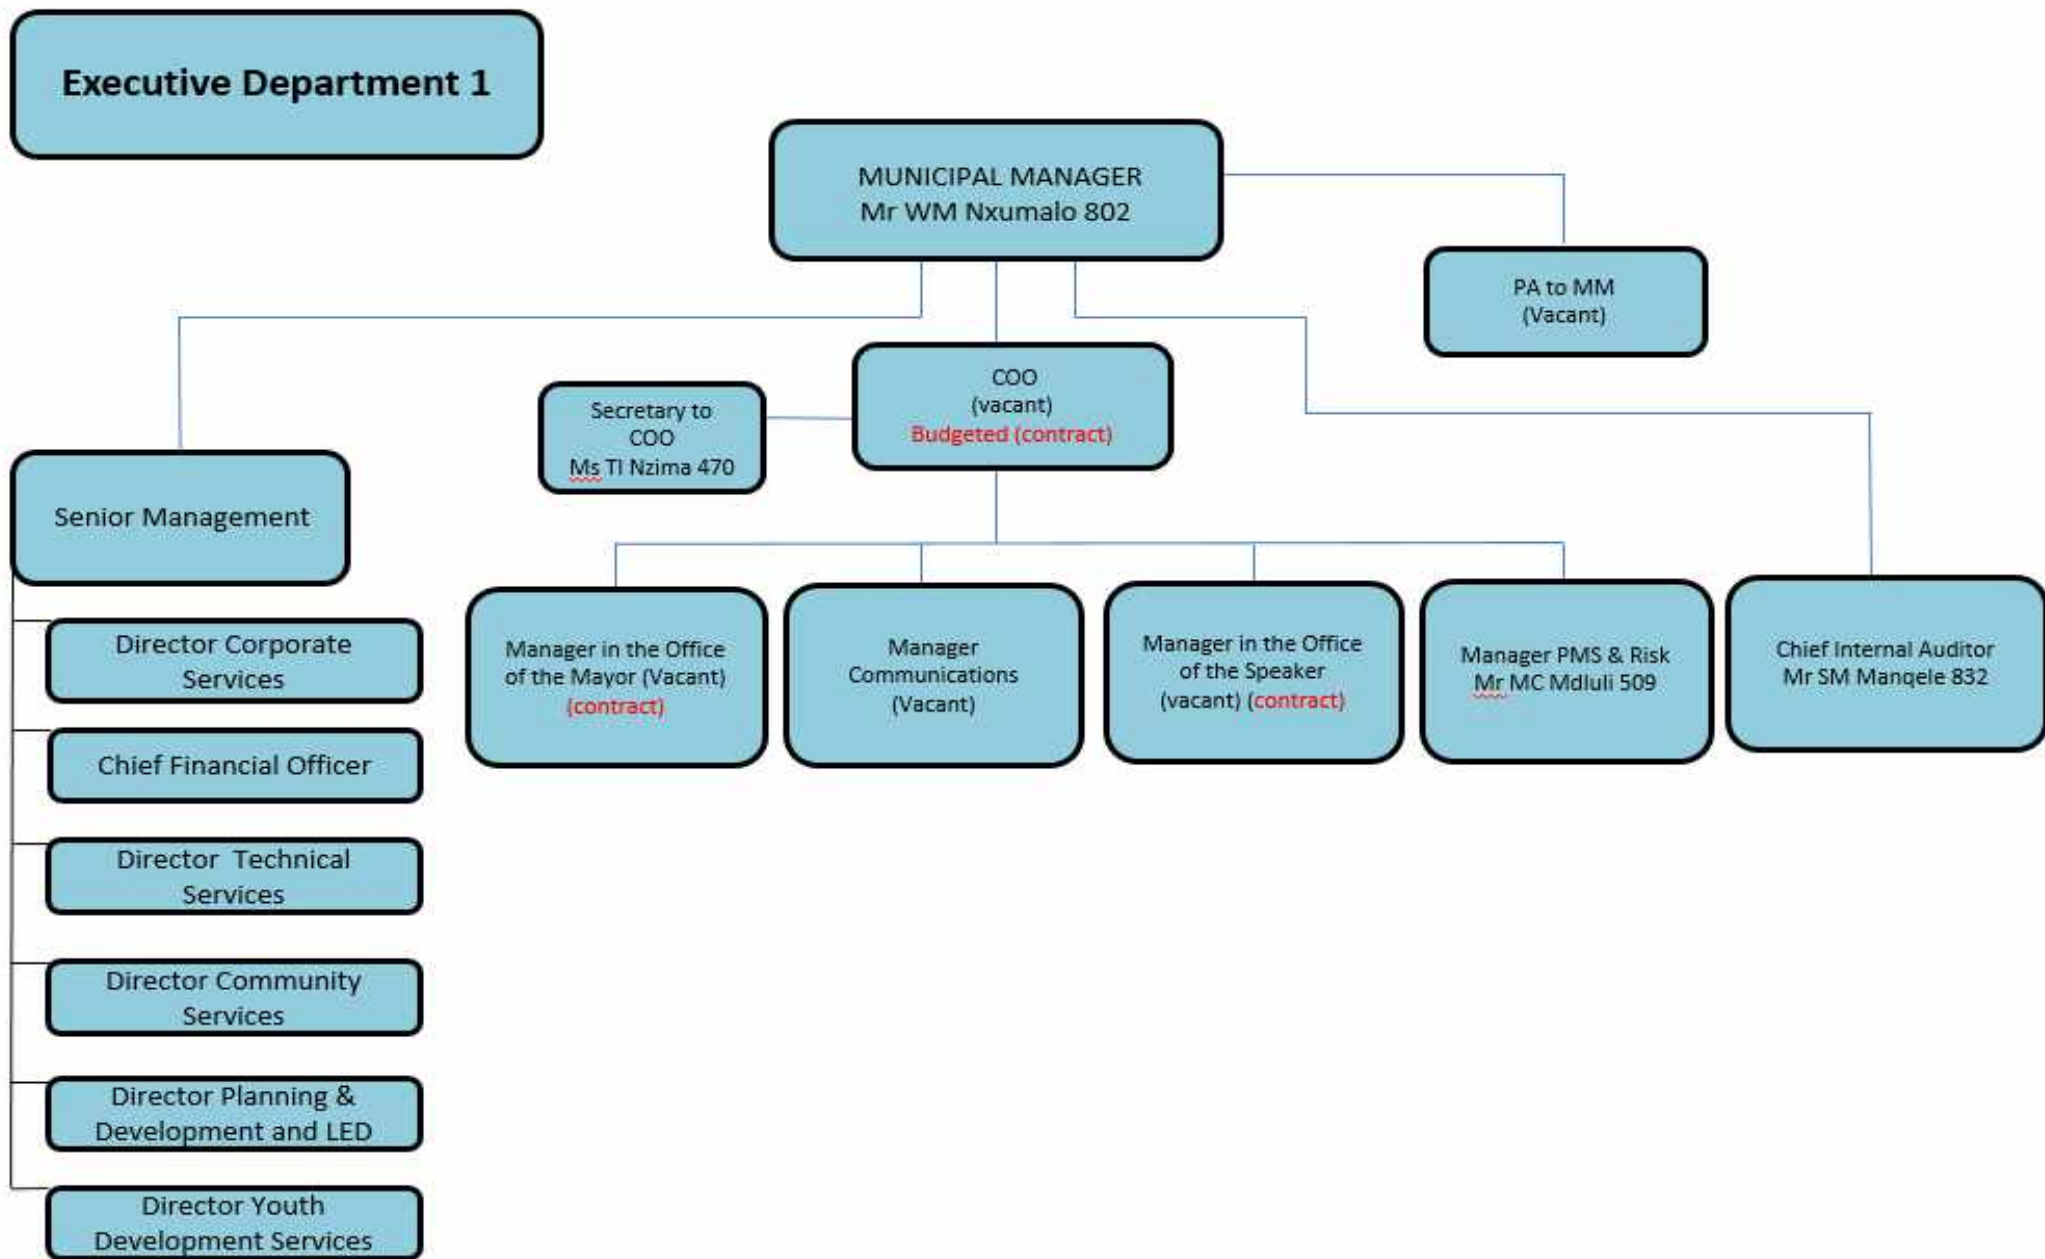 Executive Department 1
MUNICIPAL MANAGER
Mr WM Nxumalo 802
PA to MM
(Vacant)
COO
(vacant)
Budgeted (contract)
Secretary to
COO
Ms TI Nzima 470
Senior Management
Director Corporate
Services
Chief Financial Officer
Director  Technical
Services
Director Community
Services
Director Planning &
Development and LED
Director Youth
Development Services
Manager in the Office
of the Mayor (Vacant)
(contract)
Manager
Communications
(Vacant)
Manager in the Office
of the Speaker
(vacant) (contract)
Manager PMS & Risk
Mr MC Mdluli 509
Chief Internal Auditor
Mr SM Manqele 832